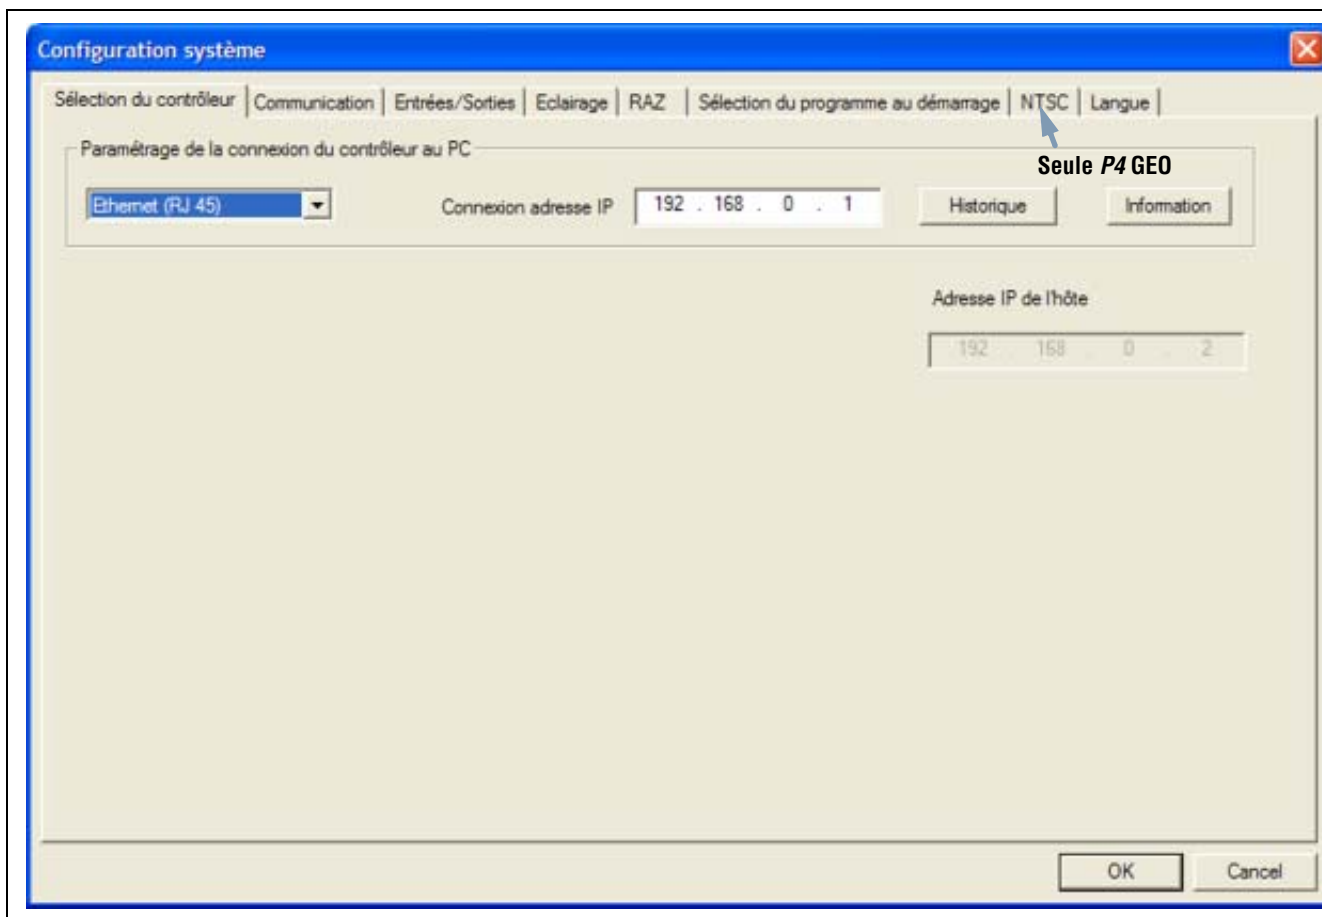 Configuration système
Sélection du contrôleur Communication Entrées/Sorties Eclairage RAZ Sélection du programme au démarrage NTSC Langue
Paramétrage de la connexion du contrôleur au PC
Seule P4 GEO
Ethernet (RJ 45) Connexion adresse IP 192 . 168 . 0 . 1 Historique Information
Adresse IP de l'hôte
192 . 168 . 0 . 2
OK Cancel